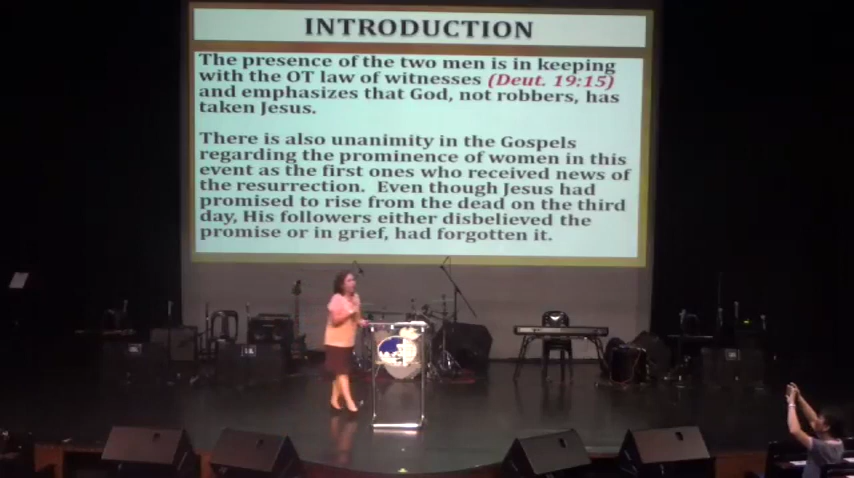 INTRODUCTION
The presence of the two men is in keeping
with the OT law of witnesses (Deut. 19:15)
and emphasizes that God, not robbers, has
taken Jesus.
There is also unanimity in the Gospels
regarding the prominence of women in this
event as the first ones who received news of
the resurrection. Even though Jesus had
promised to rise from the dead on the third
day, His followers either disbelieved the
promise or in grief, had forgotten it.